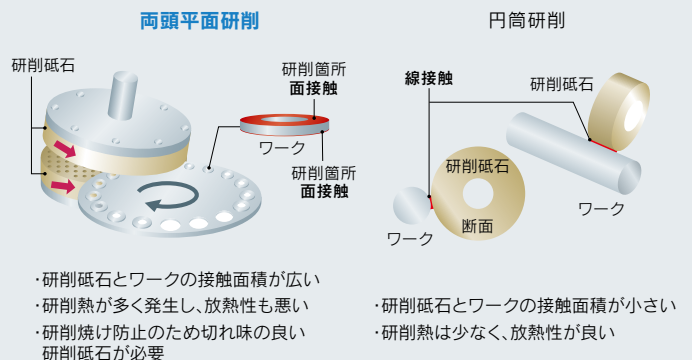 両頭平面研削
研削砥石
研削箇所
面接触
ワーク
研削箇所
面接触
・研削砥石とワークの接触面積が広い
・研削熱が多く発生し、放熱性も悪い
・研削焼け防止のため切れ味の良い
研削砥石が必要
円筒研削
線接触
研削砥石
研削砥石
ワーク
断面
ワーク
・研削砥石とワークの接触面積が小さい
・研削熱は少なく、放熱性が良い